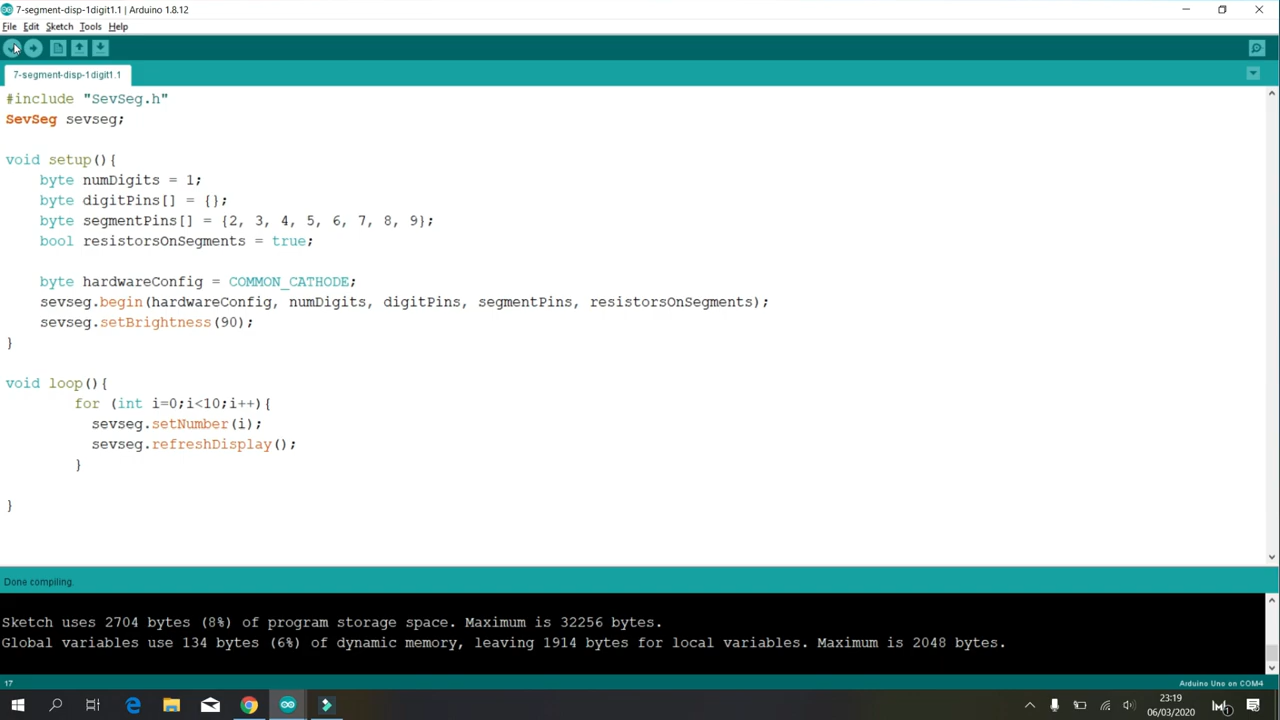 7-segment-disp-1digit1.1 | Arduino 1.8.12
File Edit Sketch Tools Help
7-segment-disp-1digit1.1
#include "SevSeg.h"
SevSeg sevseg;
void setup(){
byte numDigits = 1;
byte digitPins[] = {};
byte segmentPins[] = {2, 3, 4, 5, 6, 7, 8, 9};
bool resistorsOnSegments = true;
byte hardwareConfig = COMMON_CATHODE;
sevseg.begin(hardwareConfig, numDigits, digitPins, segmentPins, resistorsOnSegments);
sevseg.setBrightness(90);
}
void loop(){
for (int i=0;i<10;i++){
sevseg.setNumber(i);
sevseg.refreshDisplay();
}
}
Done compiling.
Sketch uses 2704 bytes (8%) of program storage space. Maximum is 32256 bytes.
Global variables use 134 bytes (6%) of dynamic memory, leaving 1914 bytes for local variables. Maximum is 2048 bytes.
17 Arduino Uno on COM4
23:19
06/03/2020